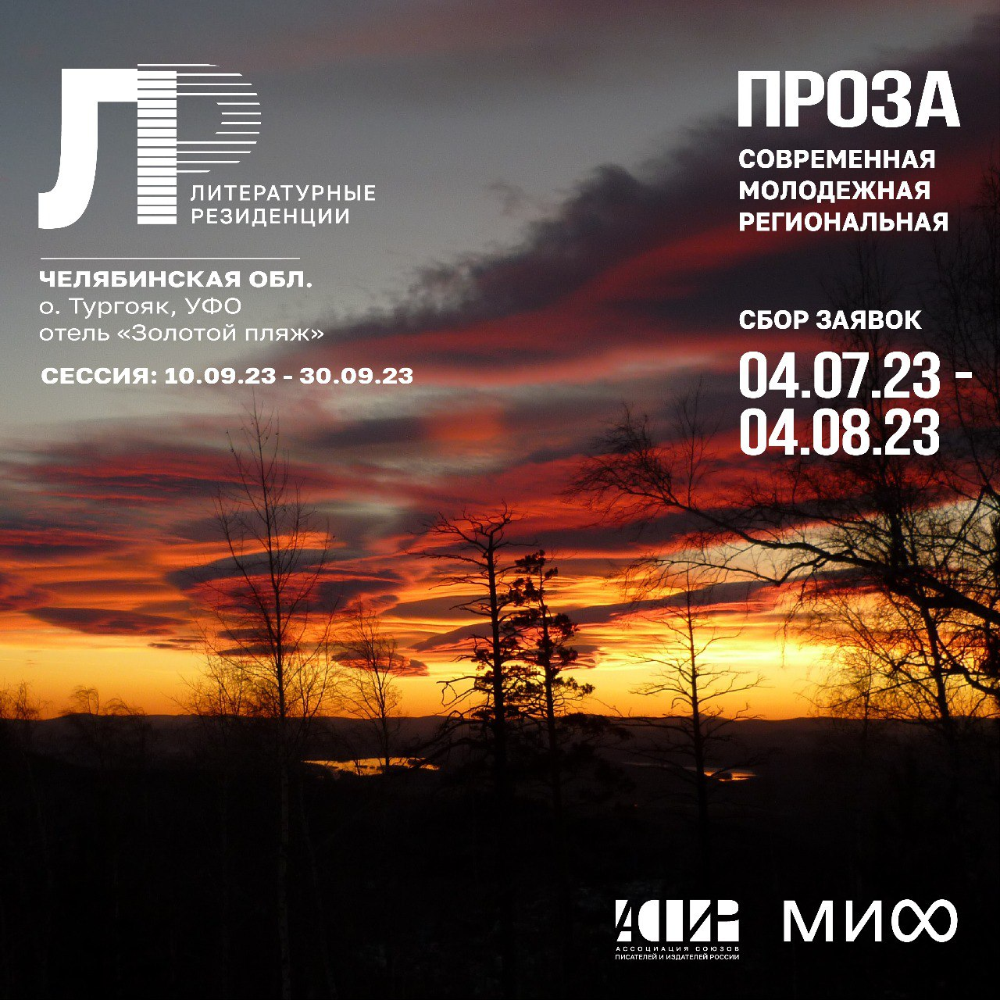 ЛР
ЛИТЕРАТУРНЫЕ
РЕЗИДЕНЦИИ
ЧЕЛЯБИНСКАЯ ОБЛ.
о. Тургояк, УФО
отель «Золотой пляж»
СЕССИЯ: 10.09.23 - 30.09.23
ПРОЗА
СОВРЕМЕННАЯ
МОЛОДЕЖНАЯ
РЕГИОНАЛЬНАЯ
СБОР ЗАЯВОК
04.07.23 -
04.08.23
АСПИР
АССОЦИАЦИЯ СОЮЗОВ
ПИСАТЕЛЕЙ И ИЗДАТЕЛЕЙ РОССИИ
МИФ